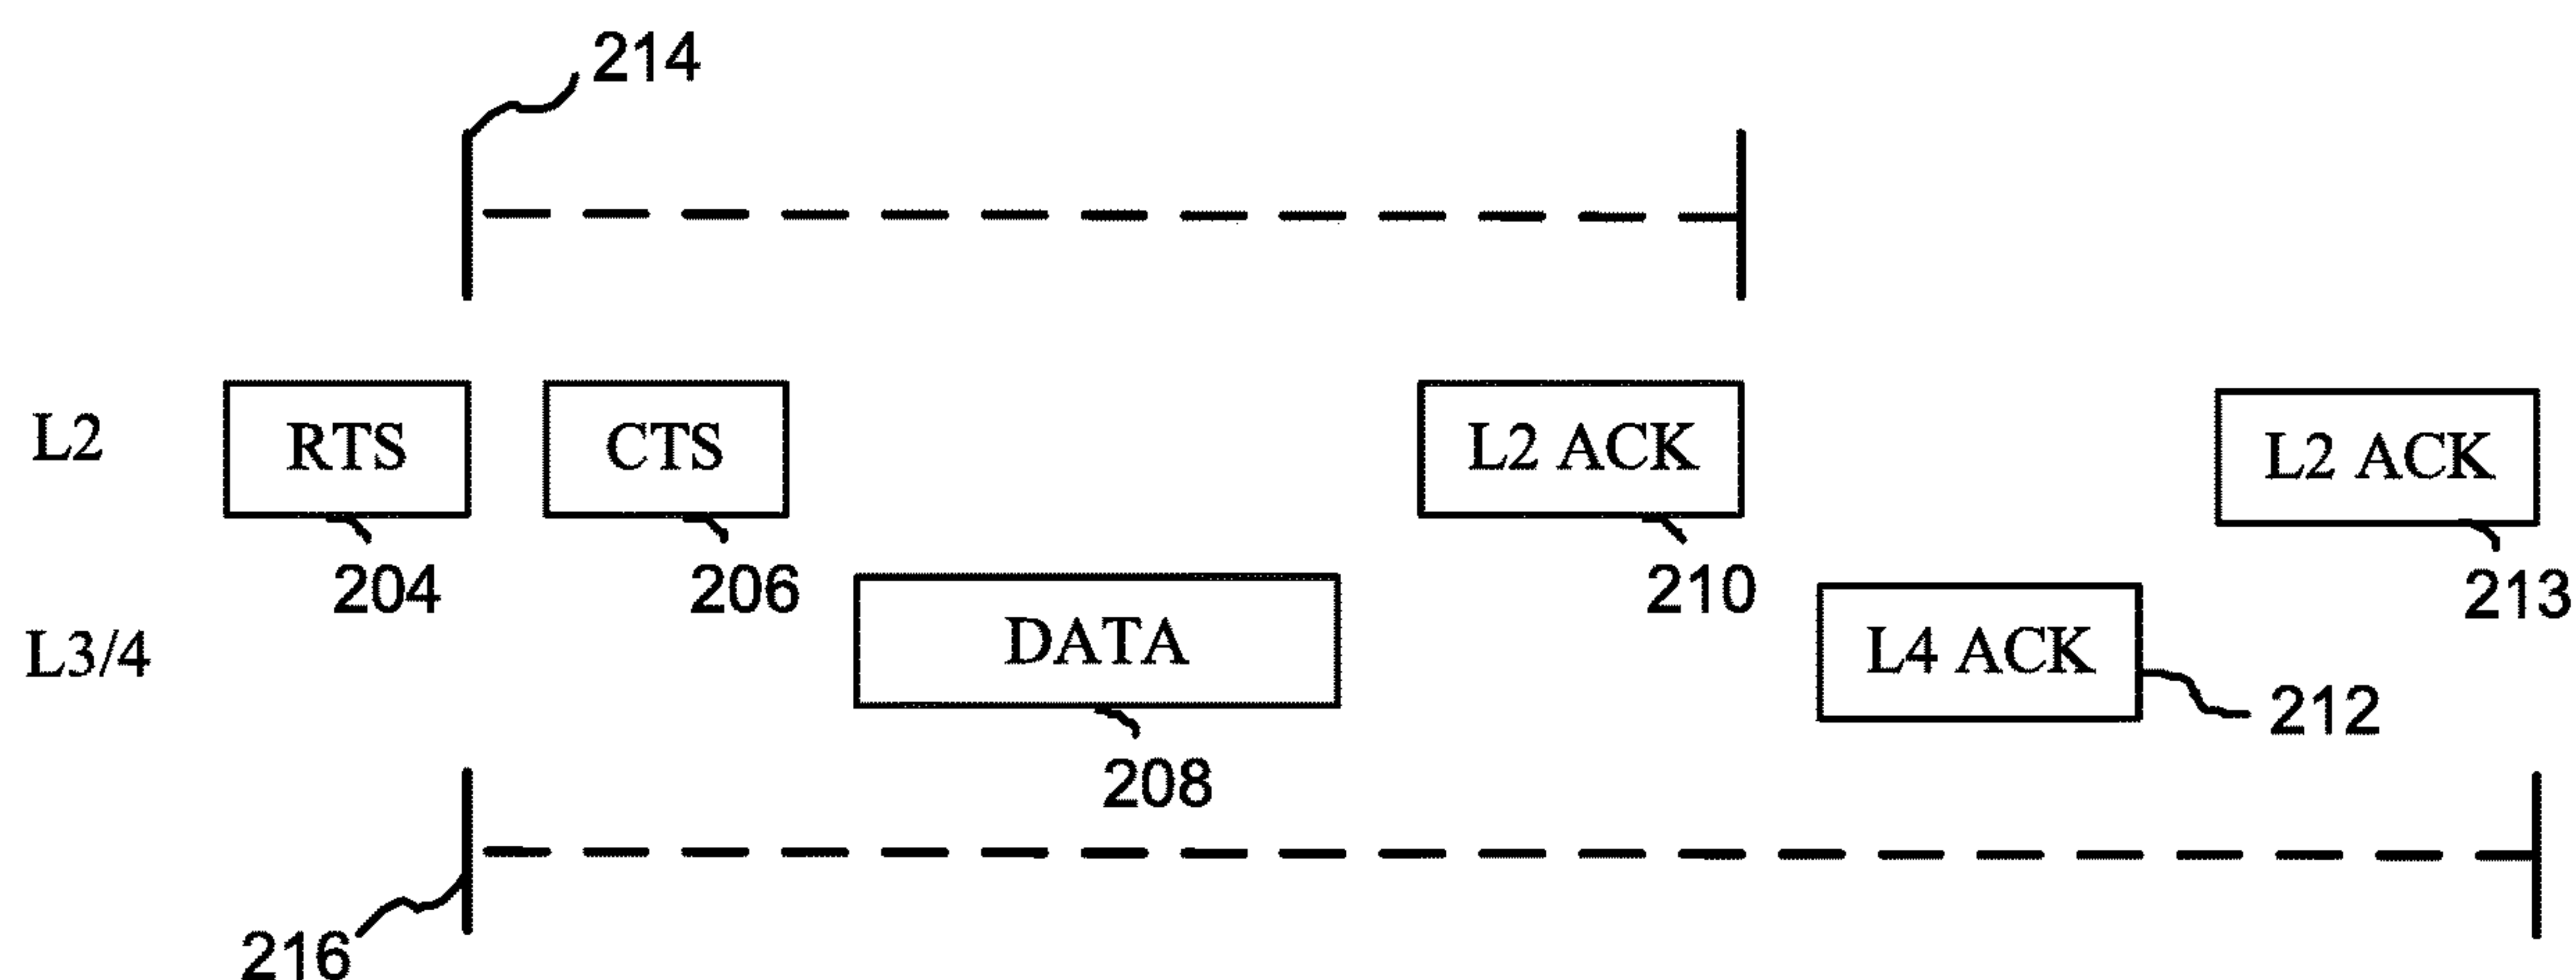 214
L2 RTS CTS L2 ACK L2 ACK
204 206 210 213
L3/4 DATA L4 ACK 212
208
216